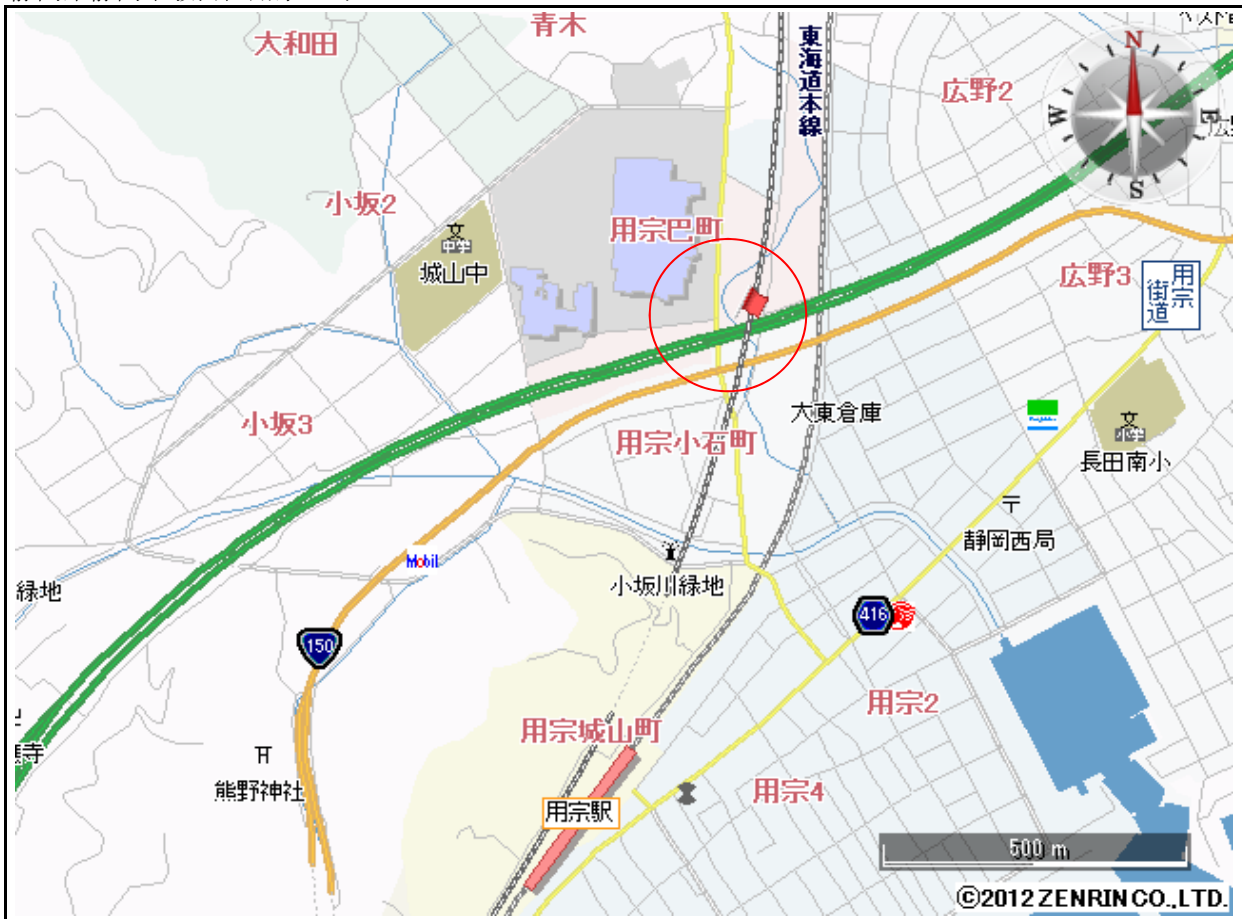 青木
大和田
東海道本線
N
広野2
W
E
S
小坂2
中学
城山中
用宗巴町
広野3
用宗街道
小坂3
用宗小石町
大東倉庫
小学
長田南小
静岡西局
Mobil
緑地
小坂川緑地
416
150
用宗2
用宗城山町
熊野神社
用宗駅
用宗4
500 m
©2012 ZENRIN CO., LTD.